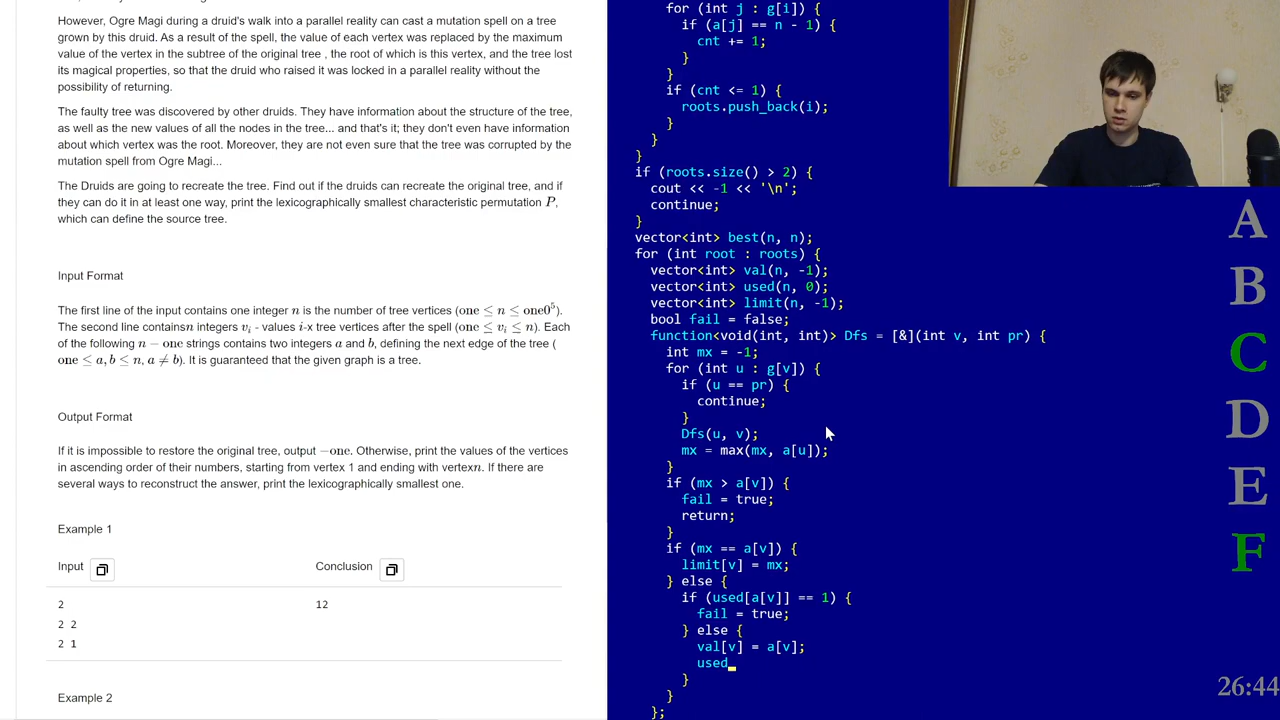 However, Ogre Magi during a druid's walk into a parallel reality can cast a mutation spell on a tree
grown by this druid. As a result of the spell, the value of each vertex was replaced by the maximum
value of the vertex in the subtree of the original tree , the root of which is this vertex, and the tree lost
its magical properties, so that the druid who raised it was locked in a parallel reality without the
possibility of returning.
The faulty tree was discovered by other druids. They have information about the structure of the tree,
as well as the new values of all the nodes in the tree... and that's it; they don't even have information
about which vertex was the root. Moreover, they are not even sure that the tree was corrupted by the
mutation spell from Ogre Magi...
The Druids are going to recreate the tree. Find out if the druids can recreate the original tree, and if
they can do it in at least one way, print the lexicographically smallest characteristic permutation P,
which can define the source tree.
Input Format
The first line of the input contains one integer n is the number of tree vertices (one ≤ n ≤ one0⁵).
The second line containsn integers vᵢ - values i-x tree vertices after the spell (one ≤ vᵢ ≤ n). Each
of the following n − one strings contains two integers a and b, defining the next edge of the tree (
one ≤ a, b ≤ n, a ≠ b). It is guaranteed that the given graph is a tree.
Output Format
If it is impossible to restore the original tree, output −one. Otherwise, print the values of the vertices
in ascending order of their numbers, starting from vertex 1 and ending with vertexn. If there are
several ways to reconstruct the answer, print the lexicographically smallest one.
Example 1
Input Conclusion
2 12
2 2
2 1
Example 2
for (int j : g[i]) {
if (a[j] == n - 1) {
cnt += 1;
}
}
if (cnt <= 1) {
roots.push_back(i);
}
}
}
if (roots.size() > 2) {
cout << -1 << '\n';
continue;
}
vector<int> best(n, n);
for (int root : roots) {
vector<int> val(n, -1);
vector<int> used(n, 0);
vector<int> limit(n, -1);
bool fail = false;
function<void(int, int)> Dfs = [&](int v, int pr) {
int mx = -1;
for (int u : g[v]) {
if (u == pr) {
continue;
}
Dfs(u, v);
mx = max(mx, a[u]);
}
if (mx > a[v]) {
fail = true;
return;
}
if (mx == a[v]) {
limit[v] = mx;
} else {
if (used[a[v]] == 1) {
fail = true;
} else {
val[v] = a[v];
used
}
}
};
A
B
C
D
E
F
26:44